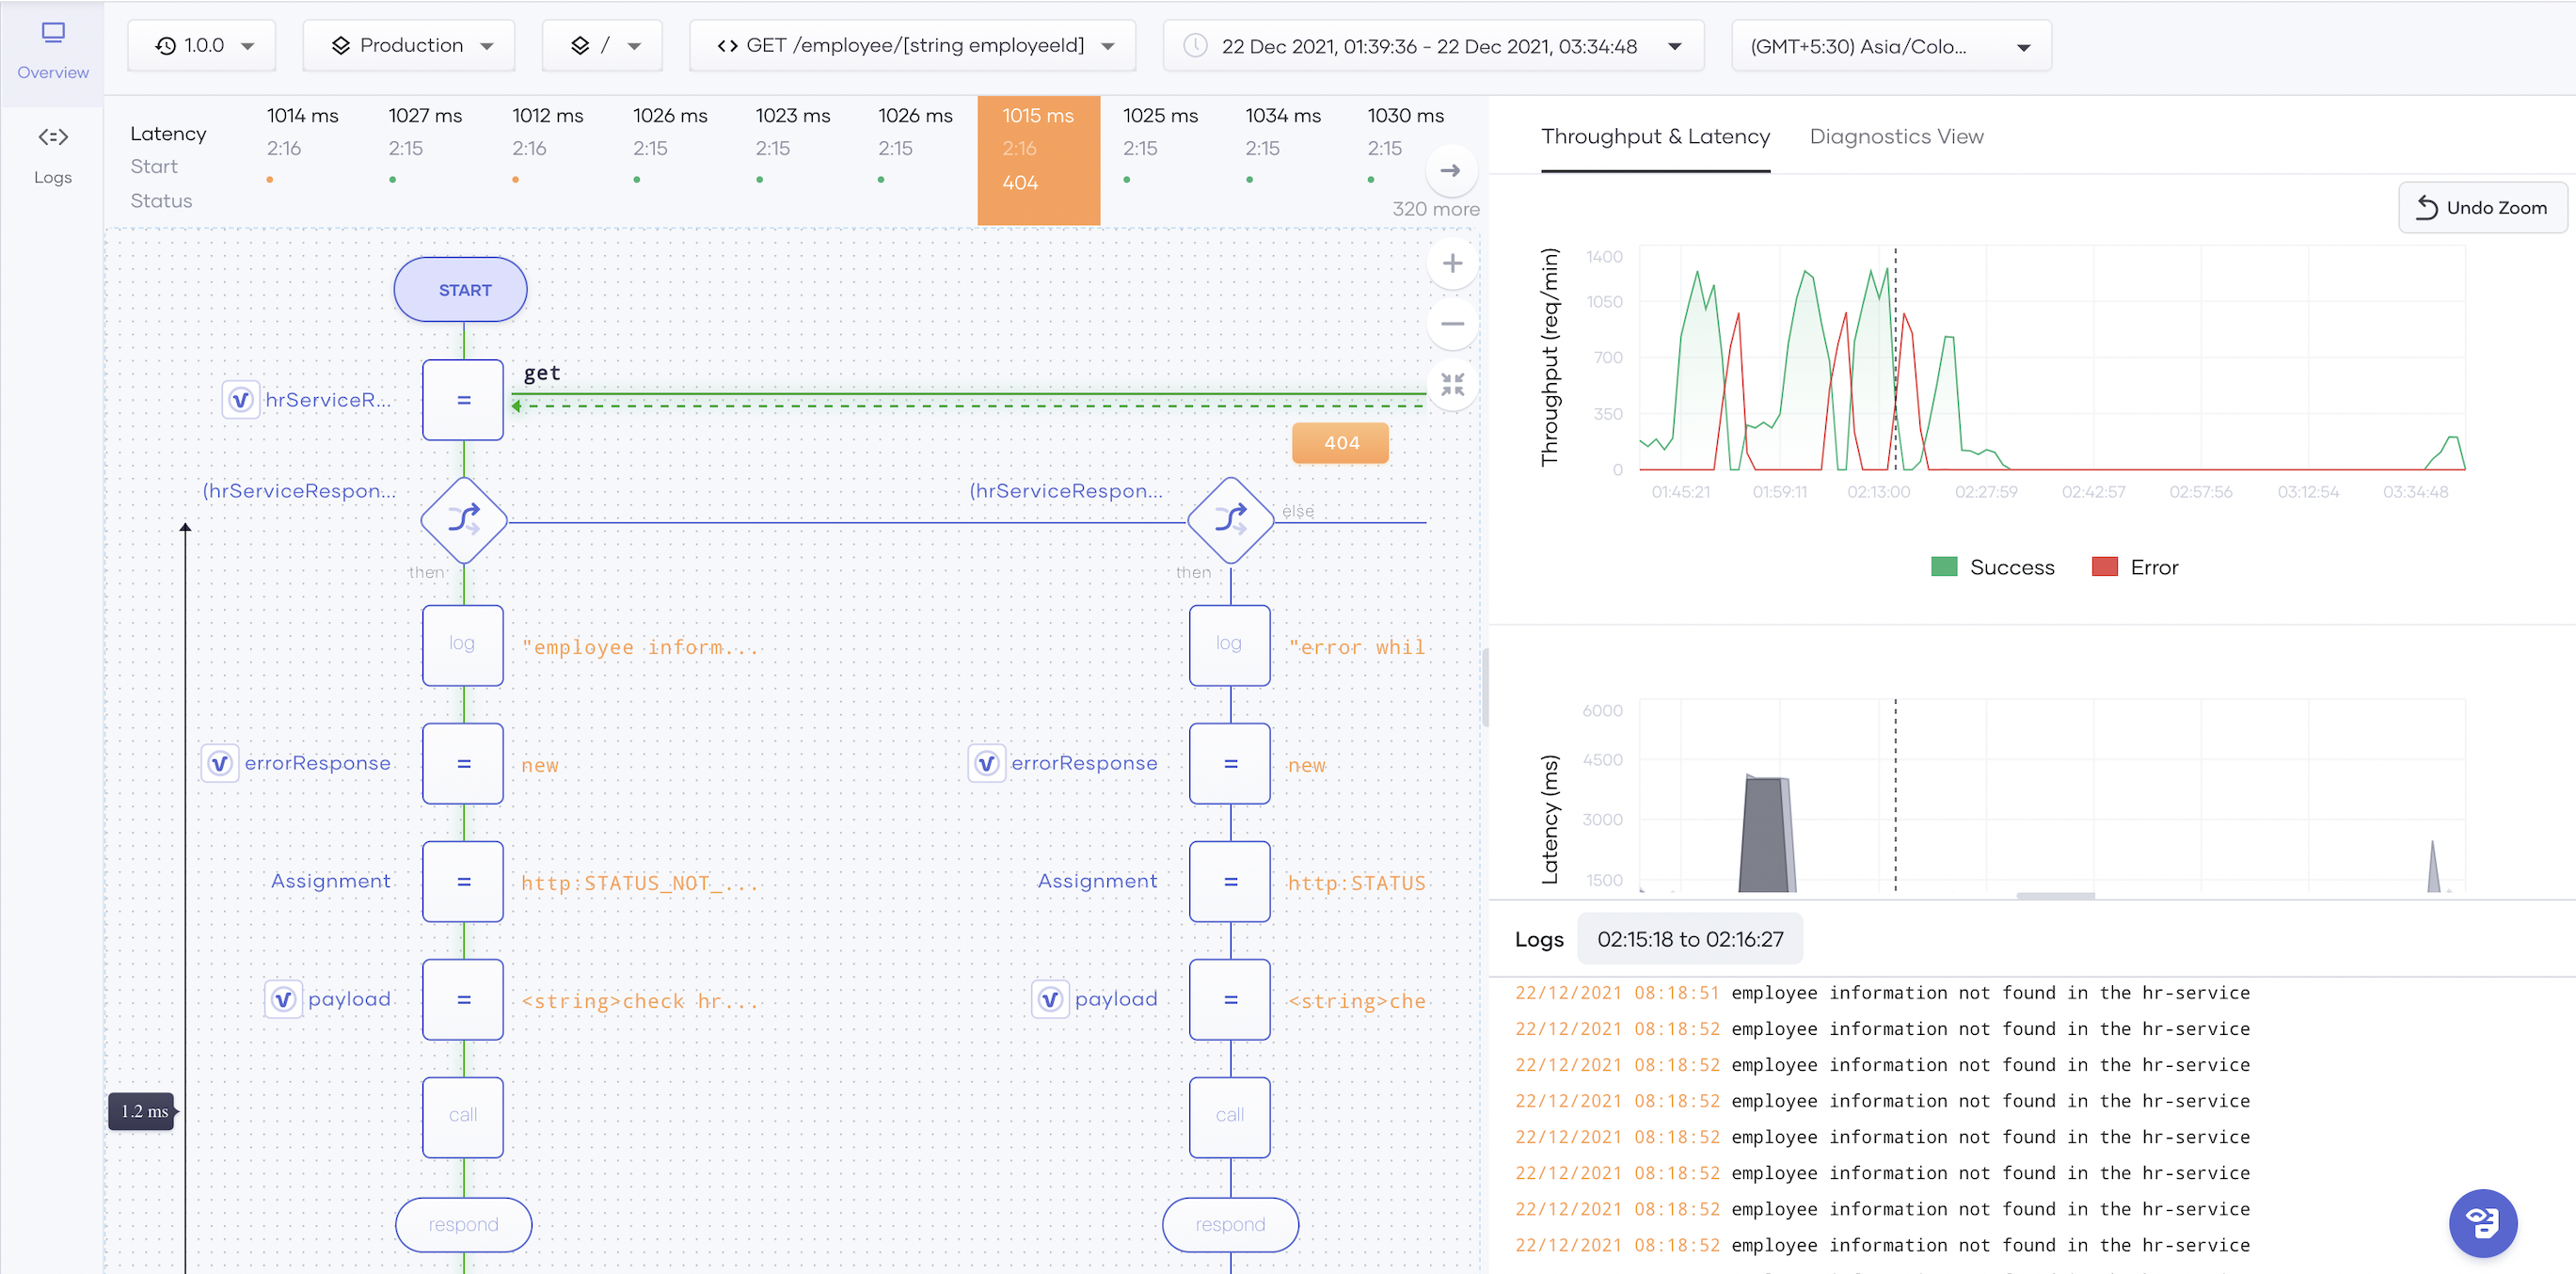 Overview
Logs
1.0.0
Production
/
GET /employee/[string employeeId]
22 Dec 2021, 01:39:36 - 22 Dec 2021, 03:34:48
(GMT+5:30) Asia/Colo...
Latency
Start
Status
1014 ms
2:16
1027 ms
2:15
1012 ms
2:16
1026 ms
2:15
1023 ms
2:15
1026 ms
2:15
1015 ms
2:16
404
1025 ms
2:15
1034 ms
2:15
1030 ms
2:15
320 more
START
hrServiceR...
=
get
404
(hrServiceRespon...
then
(hrServiceRespon...
else
then
log
"employee inform...
log
"error whil
errorResponse
=
new
errorResponse
=
new
Assignment
=
http:STATUS_NOT_...
Assignment
=
http:STATUS
payload
=
<string>check hr...
payload
=
<string>che
1.2 ms
call
call
respond
respond
Throughput & Latency
Diagnostics View
Undo Zoom
Throughput (req/min)
1400
1050
700
350
0
01:45:21
01:59:11
02:13:00
02:27:59
02:42:57
02:57:56
03:12:54
03:34:48
Success
Error
Latency (ms)
6000
4500
3000
1500
Logs
02:15:18 to 02:16:27
22/12/2021 08:18:51 employee information not found in the hr-service
22/12/2021 08:18:52 employee information not found in the hr-service
22/12/2021 08:18:52 employee information not found in the hr-service
22/12/2021 08:18:52 employee information not found in the hr-service
22/12/2021 08:18:52 employee information not found in the hr-service
22/12/2021 08:18:52 employee information not found in the hr-service
22/12/2021 08:18:52 employee information not found in the hr-service
22/12/2021 08:18:52 employee information not found in the hr-service